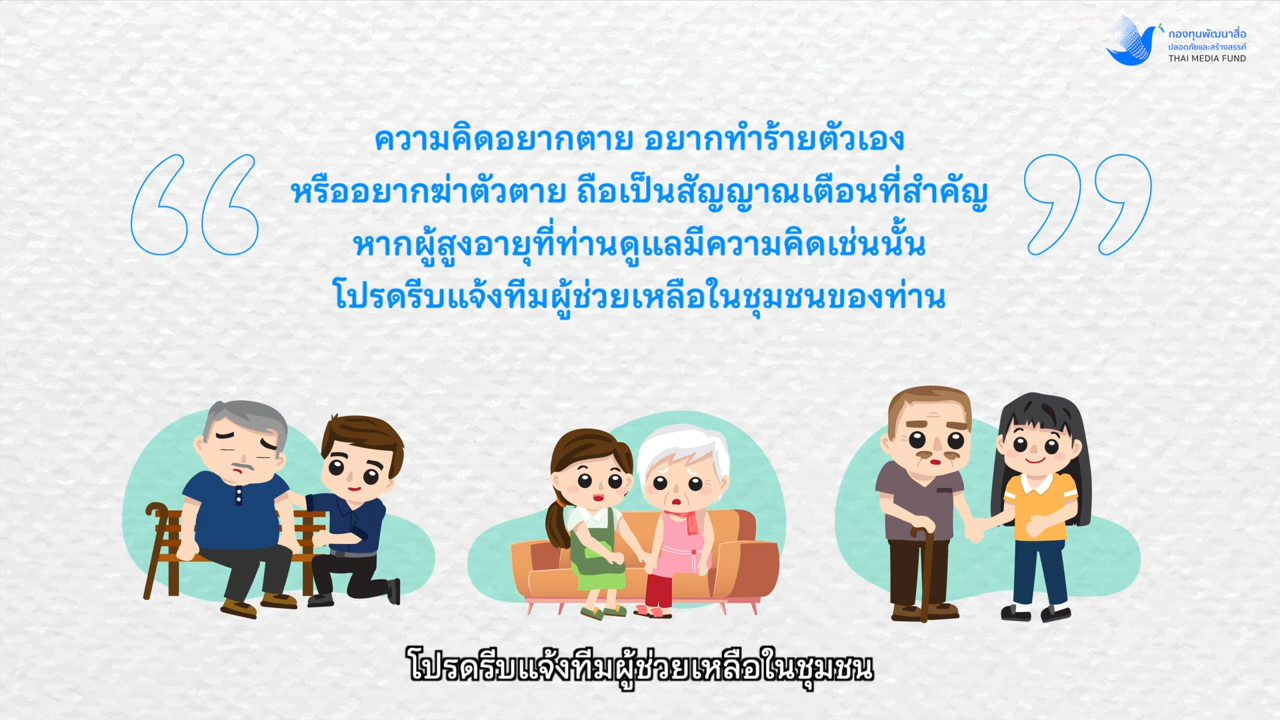 กองทุนพัฒนาสื่อ
ปลอดภัยและสร้างสรรค์
THAI MEDIA FUND
“ความคิดอยากตาย อยากทำร้ายตัวเอง
หรืออยากฆ่าตัวตาย ถือเป็นสัญญาณเตือนที่สำคัญ
หากผู้สูงอายุที่ท่านดูแลมีความคิดเช่นนั้น
โปรดรีบแจ้งทีมผู้ช่วยเหลือในชุมชนของท่าน”
โปรดรีบแจ้งทีมผู้ช่วยเหลือในชุมชน